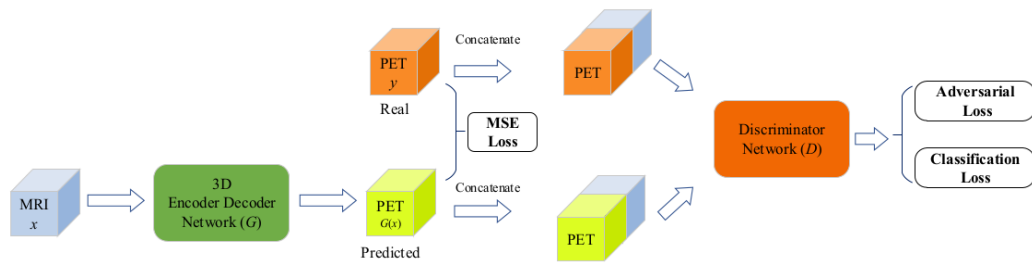 PET
y
Real
Concatenate
PET
MSE
Loss
MRI
x
3D
Encoder Decoder
Network (G)
PET
G(x)
Predicted
Concatenate
PET
Discriminator
Network (D)
Adversarial
Loss
Classification
Loss